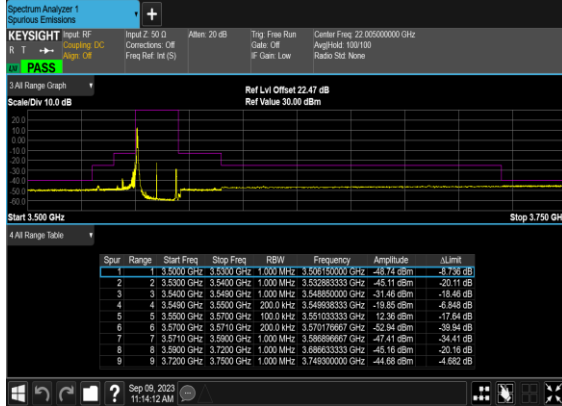 Spectrum Analyzer 1
Spurious Emissions
KEYSIGHT Input: RF Input Z: 50 Ω Atten: 20 dB Trig: Free Run Center Freq: 22.005000000 GHz
R T Coupling: DC Corrections: Off Gate: Off Avg|Hold: 100/100
Align: Off Freq Ref: Int (S) IF Gain: Low Radio Std: None
PASS
3 All Range Graph
Ref Lvl Offset 22.47 dB
Scale/Div 10.0 dB Ref Value 30.00 dBm
20.0
10.0
0.00
-10.0
-20.0
-30.0
-40.0
-50.0
-60.0
Start 3.500 GHz Stop 3.750 GH
4 All Range Table
Spur Range Start Freq Stop Freq RBW Frequency Amplitude ΔLimit
1 1 3.5000 GHz 3.5300 GHz 1.000 MHz 3.506150000 GHz -48.74 dBm -8.736 dB
2 2 3.5300 GHz 3.5400 GHz 1.000 MHz 3.532883333 GHz -45.11 dBm -20.11 dB
3 3 3.5400 GHz 3.5490 GHz 1.000 MHz 3.548850000 GHz -31.46 dBm -18.46 dB
4 4 3.5490 GHz 3.5500 GHz 200.0 kHz 3.549938333 GHz -19.85 dBm -6.848 dB
5 5 3.5500 GHz 3.5700 GHz 100.0 kHz 3.551033333 GHz 12.36 dBm -17.64 dB
6 6 3.5700 GHz 3.5710 GHz 200.0 kHz 3.570176667 GHz -52.94 dBm -39.94 dB
7 7 3.5710 GHz 3.5900 GHz 1.000 MHz 3.586896667 GHz -47.41 dBm -34.41 dB
8 8 3.5900 GHz 3.7200 GHz 1.000 MHz 3.686633333 GHz -45.16 dBm -20.16 dB
9 9 3.7200 GHz 3.7500 GHz 1.000 MHz 3.749300000 GHz -44.68 dBm -4.682 dB
Sep 09, 2023
11:14:12 AM